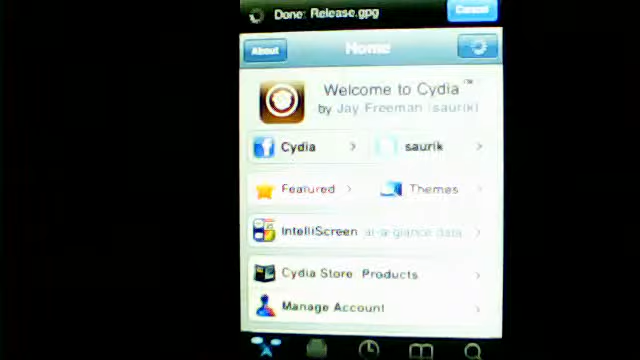 Done: Release.gpg
Cancel
About
Home
Welcome to Cydia™
by Jay Freeman (saurik)
Cydia
saurik
Featured
Themes
IntelliScreen at-a-glance data
Cydia Store Products
Manage Account